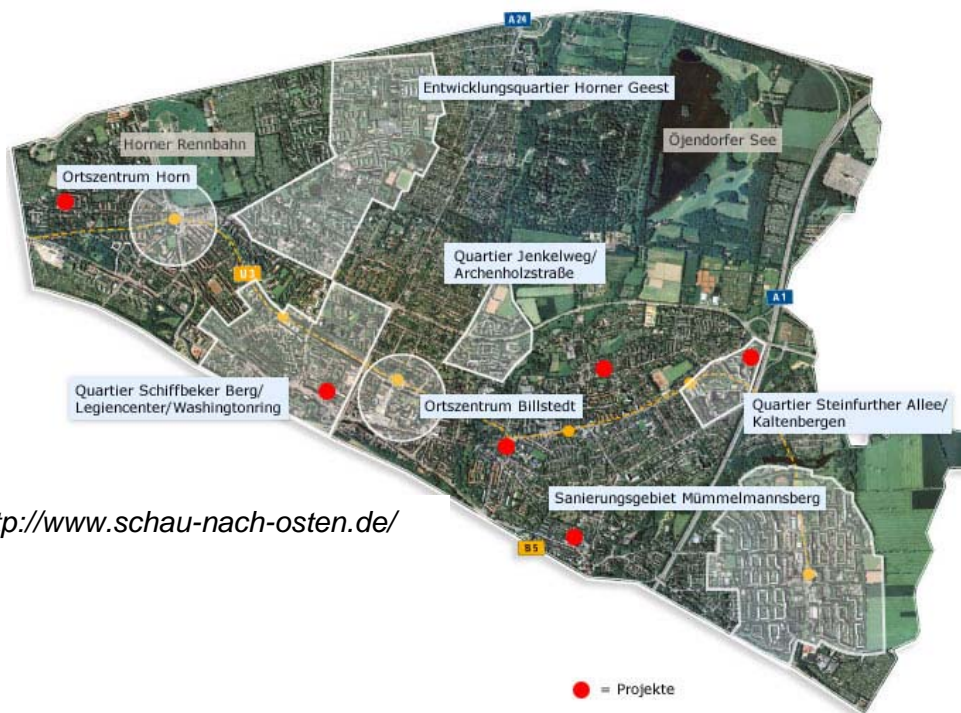 A 24
Entwicklungsquartier Horner Geest
Horner Rennbahn
Öjendorfer See
Ortszentrum Horn
Quartier Jenkelweg/
Archenholzstraße
U 3
A 1
Quartier Schiffbeker Berg/
Legiencenter/Washingtonring
Ortszentrum Billstedt
Quartier Steinfurther Allee/
Kaltenbergen
Sanierungsgebiet Mümmelmannsberg
tp://www.schau-nach-osten.de/
B 5
= Projekte